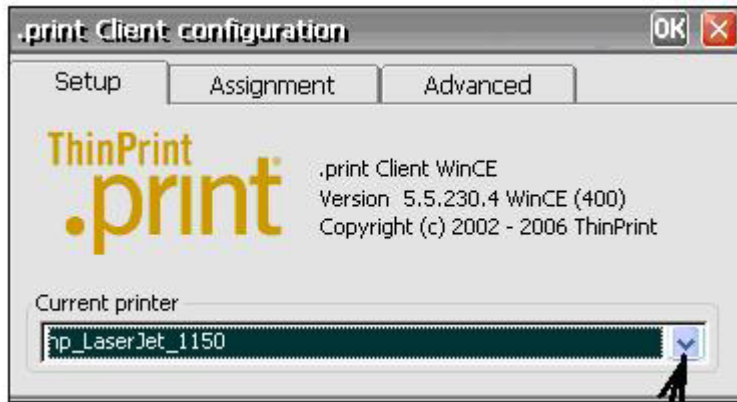 .print Client configuration OK
Setup Assignment Advanced
ThinPrint
.print
.print Client WinCE
Version 5.5.230.4 WinCE (400)
Copyright (c) 2002 - 2006 ThinPrint
Current printer
hp_LaserJet_1150